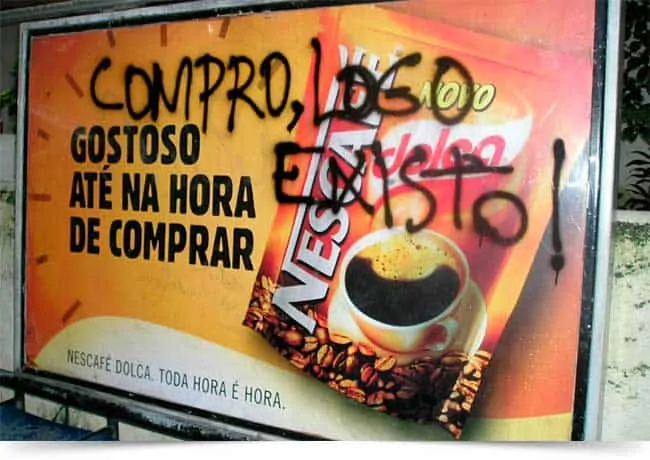 COMPRO, LOGO
EXISTO!
GOSTOSO
ATÉ NA HORA
DE COMPRAR
NOVO
NESCAFÉ
dolca
NESCAFÉ DOLCA. TODA HORA É HORA.